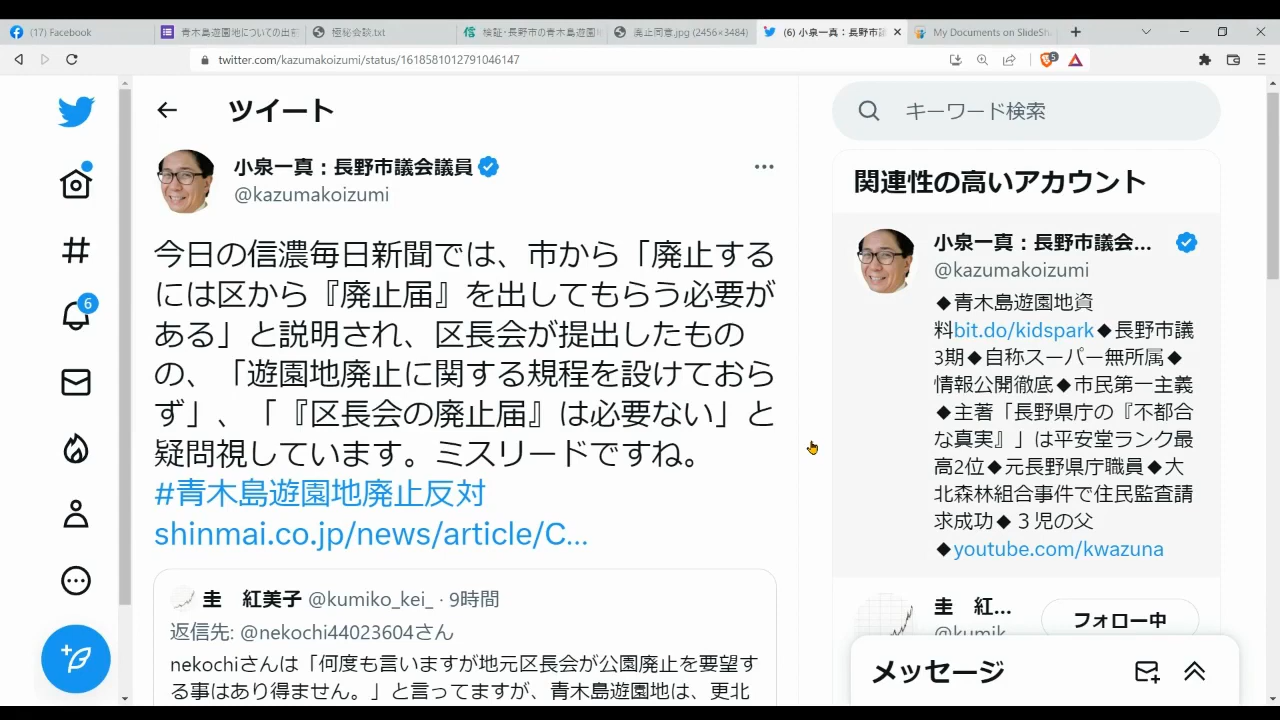 (17) Facebook
青木島遊園地についての出前
極秘会談.txt
検証・長野市の青木島遊園地
廃止同意.jpg (2456×3484)
(6) 小泉一真：長野市議
My Documents on SlideSh
twitter.com/kazumakoizumi/status/1618581012791046147
5
ツイート
小泉一真：長野市議会議員
@kazumakoizumi
今日の信濃毎日新聞では、市から「廃止する
には区から『廃止届』を出してもらう必要が
ある」と説明され、区長会が提出したもの
の、「遊園地廃止に関する規程を設けておら
ず」、「『区長会の廃止届』は必要ない」と
疑問視しています。ミスリードですね。
#青木島遊園地廃止反対
shinmai.co.jp/news/article/C...
圭　紅美子 @kumiko_kei_ · 9時間
返信先: @nekochi44023604さん
nekochiさんは「何度も言いますが地元区長会が公園廃止を要望す
る事はあり得ません。」と言ってますが、青木島遊園地は、更北
6
キーワード検索
関連性の高いアカウント
小泉一真：長野市議会...
@kazumakoizumi
◆青木島遊園地資
料bit.do/kidspark◆長野市議
3期◆自称スーパー無所属◆
情報公開徹底◆市民第一主義
◆主著「長野県庁の『不都合
な真実』」は平安堂ランク最
高2位◆元長野県庁職員◆大
北森林組合事件で住民監査請
求成功◆３児の父
◆youtube.com/kwazuna
圭　紅...
@kumik
フォロー中
メッセージ